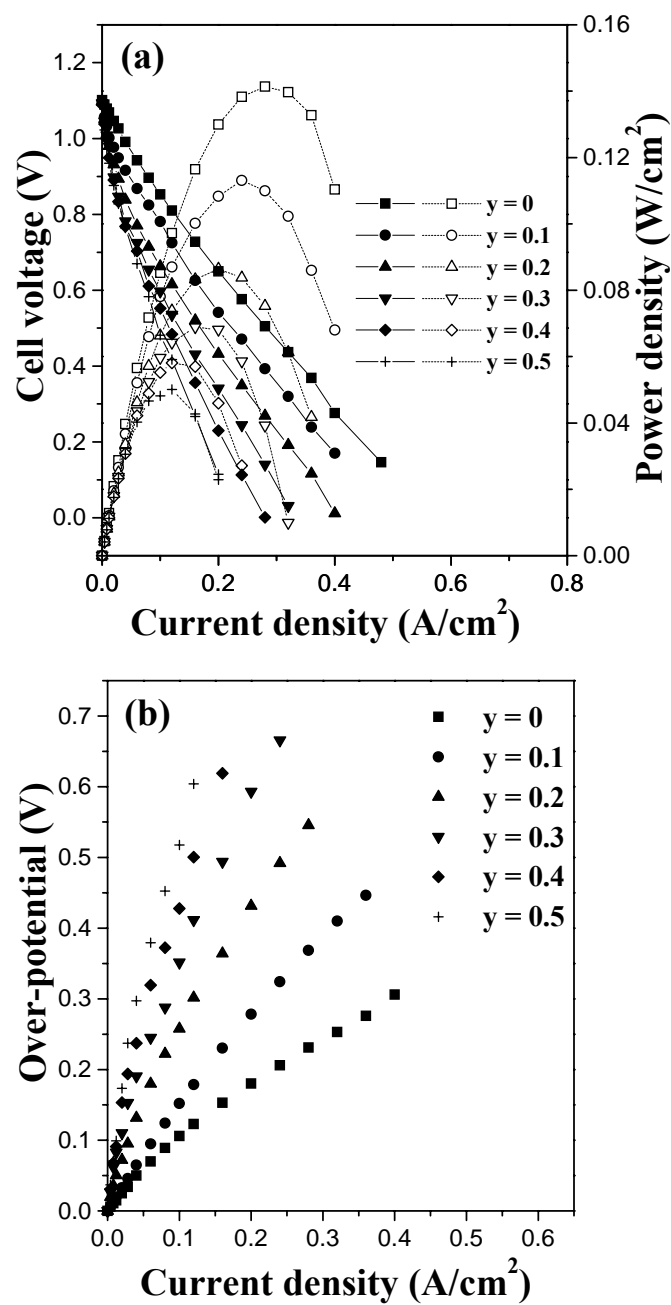 (a)
Cell voltage (V)
1.2
1.0
0.8
0.6
0.4
0.2
0.0
y = 0
y = 0.1
y = 0.2
y = 0.3
y = 0.4
y = 0.5
0.16
0.12
0.08
0.04
0.00
Power density (W/cm²)
0.0 0.2 0.4 0.6 0.8
Current density (A/cm²)
(b)
Over-potential (V)
0.7
0.6
0.5
0.4
0.3
0.2
0.1
0.0
y = 0
y = 0.1
y = 0.2
y = 0.3
y = 0.4
y = 0.5
0.0 0.1 0.2 0.3 0.4 0.5 0.6
Current density (A/cm²)